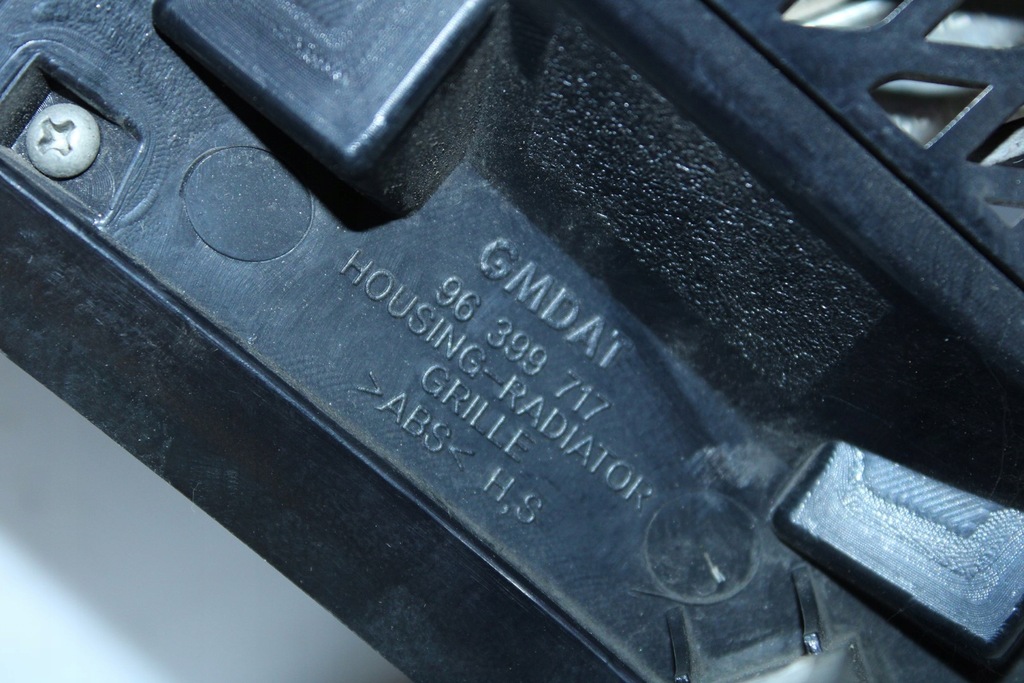 GMDAT
96 399 717
HOUSING-RADIATOR
GRILLE
>ABS< H,S